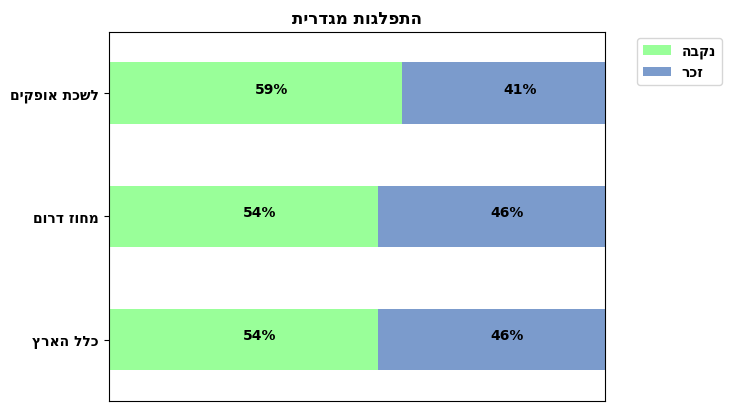 התפלגות מגדרית
נקבה
זכר
לשכת אופקים
59%
41%
מחוז דרום
54%
46%
כלל הארץ
54%
46%